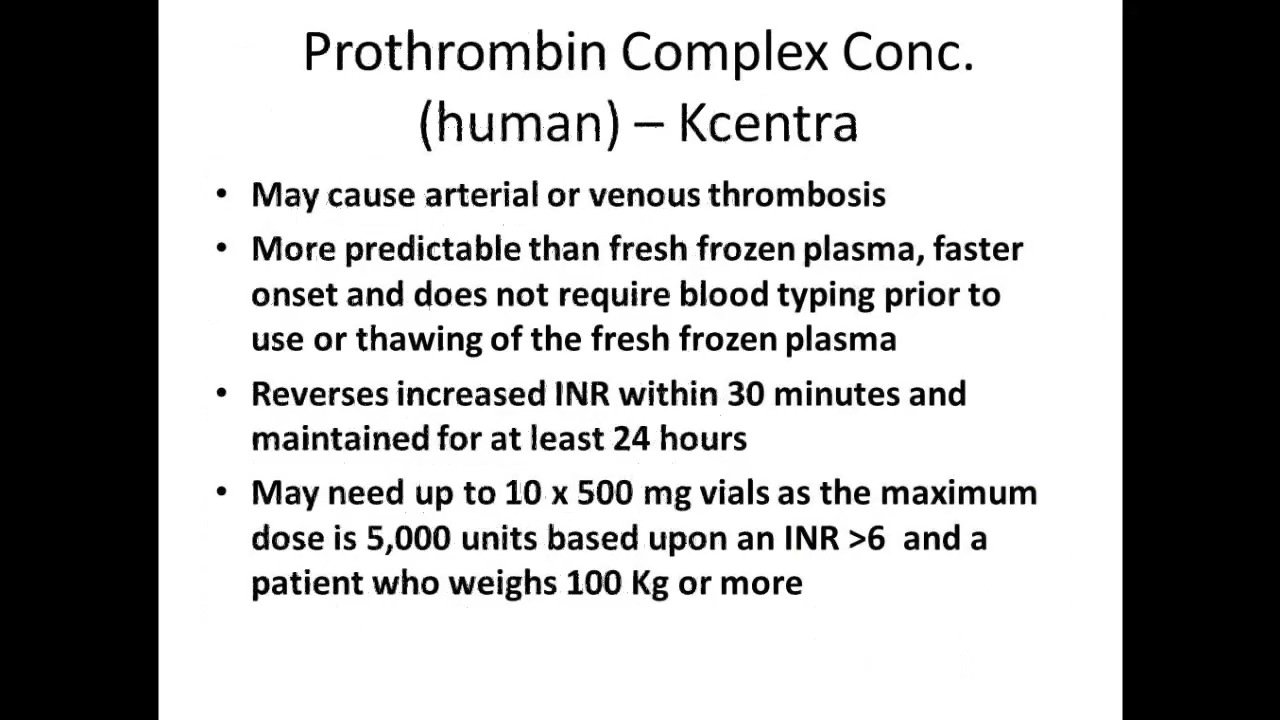 Prothrombin Complex Conc.
(human) – Kcentra
• May cause arterial or venous thrombosis
• More predictable than fresh frozen plasma, faster
onset and does not require blood typing prior to
use or thawing of the fresh frozen plasma
• Reverses increased INR within 30 minutes and
maintained for at least 24 hours
• May need up to 10 x 500 mg vials as the maximum
dose is 5,000 units based upon an INR >6 and a
patient who weighs 100 Kg or more